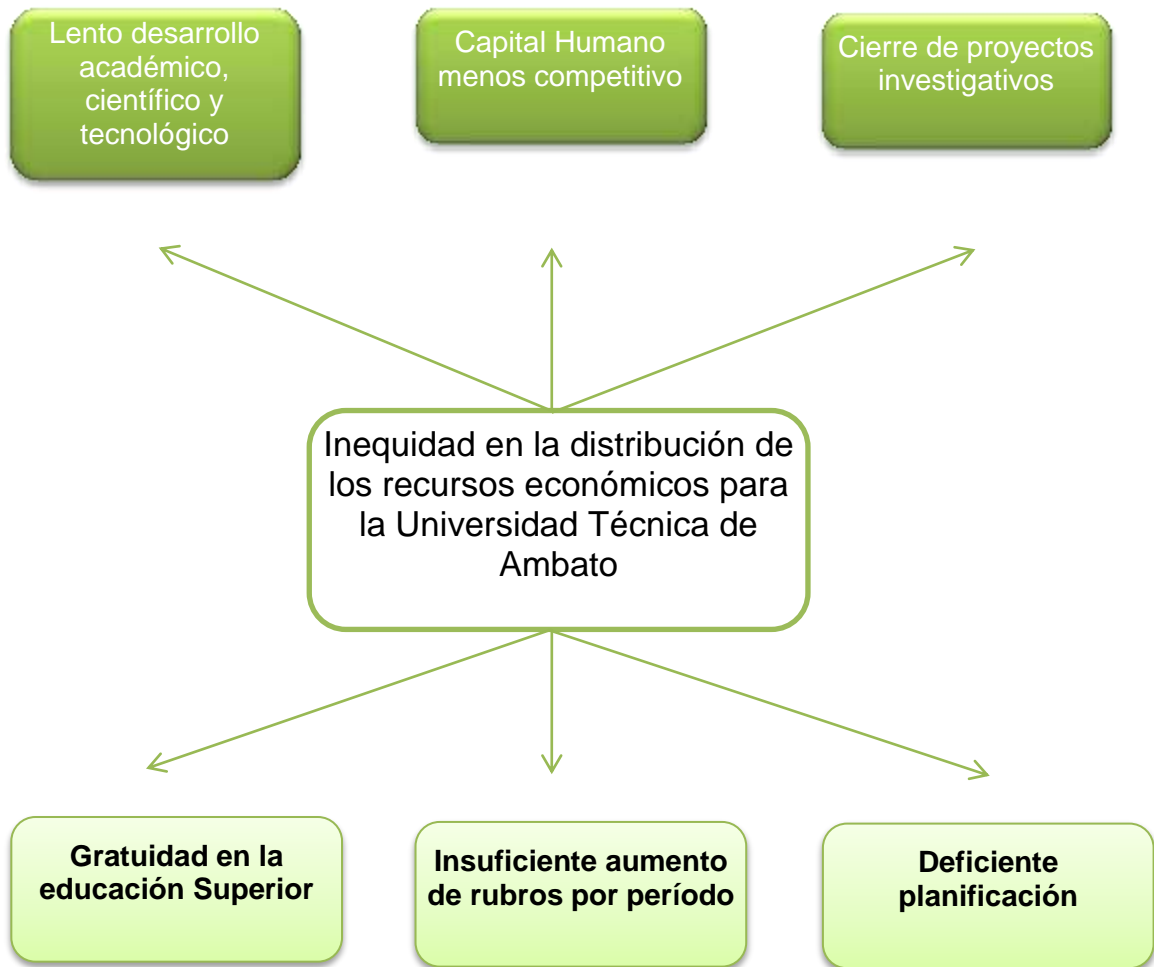 Lento desarrollo
académico,
científico y
tecnológico
Capital Humano
menos competitivo
Cierre de proyectos
investigativos
Inequidad en la distribución de
los recursos económicos para
la Universidad Técnica de
Ambato
Gratuidad en la
educación Superior
Insuficiente aumento
de rubros por período
Deficiente
planificación